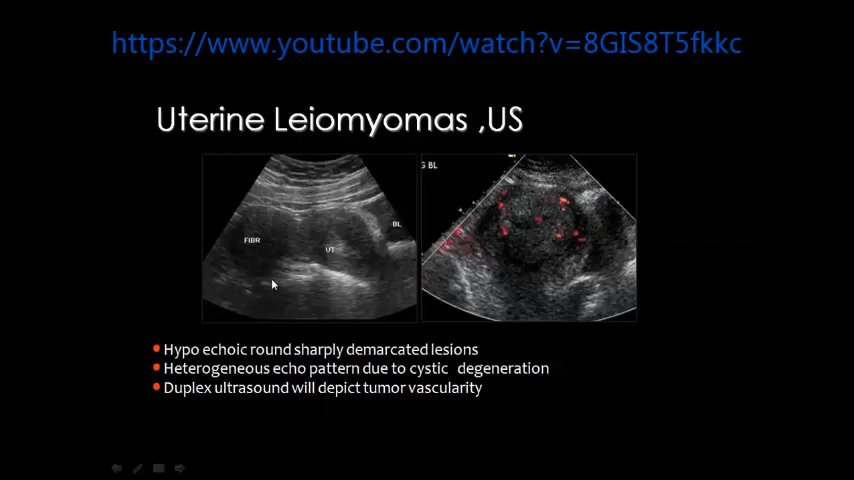 https://www.youtube.com/watch?v=8GIS8T5fkkc
Uterine Leiomyomas ,US
G BL
FIBR
UT
BL
Hypo echoic round sharply demarcated lesions
Heterogeneous echo pattern due to cystic degeneration
Duplex ultrasound will depict tumor vascularity